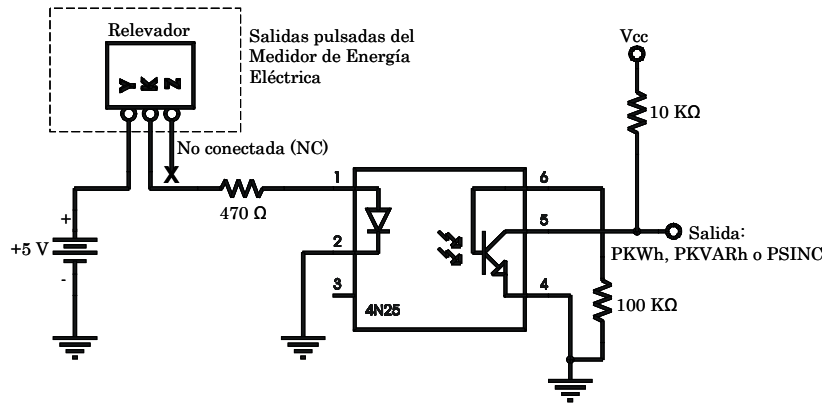 Relevador
Salidas pulsadas del
Medidor de Energía
Eléctrica
Y K Z
No conectada (NC)
Vcc
10 KΩ
1
6
470 Ω
+
+5 V
-
2
5
Salida:
PKWh, PKVARh o PSINC
3
4
4N25
100 KΩ